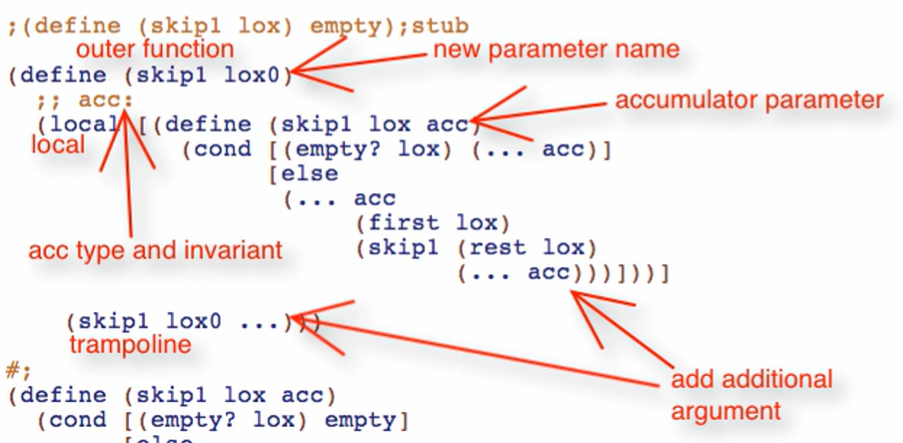 ;(define (skip1 lox) empty);stub
outer function
new parameter name
(define (skip1 lox0)
;; acc:
accumulator parameter
(local [(define (skip1 lox acc)
local
(cond [(empty? lox) (... acc)]
[else
(... acc
(first lox)
acc type and invariant
(skip1 (rest lox)
(... acc)))]))]
(skip1 lox0 ...)))
trampoline
#;
add additional
argument
(define (skip1 lox acc)
(cond [(empty? lox) empty]
[else